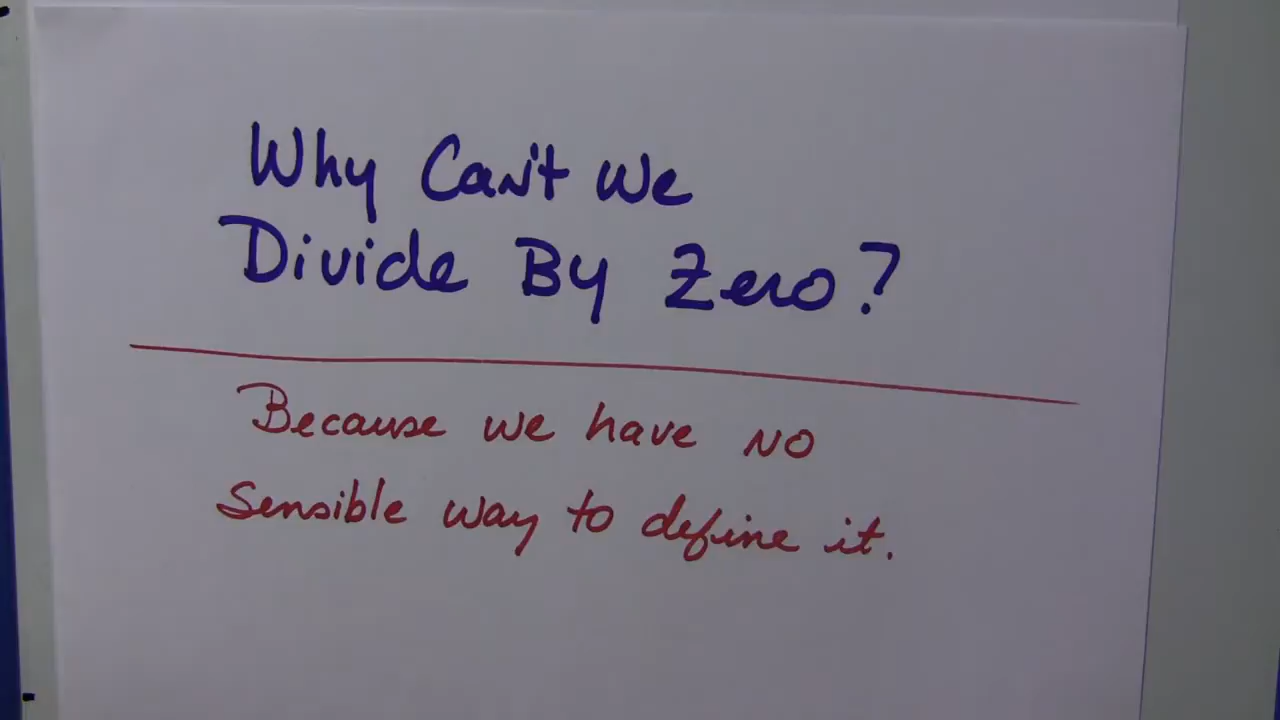 Why Can't We
Divide By Zero?
Because we have no
sensible way to define it.